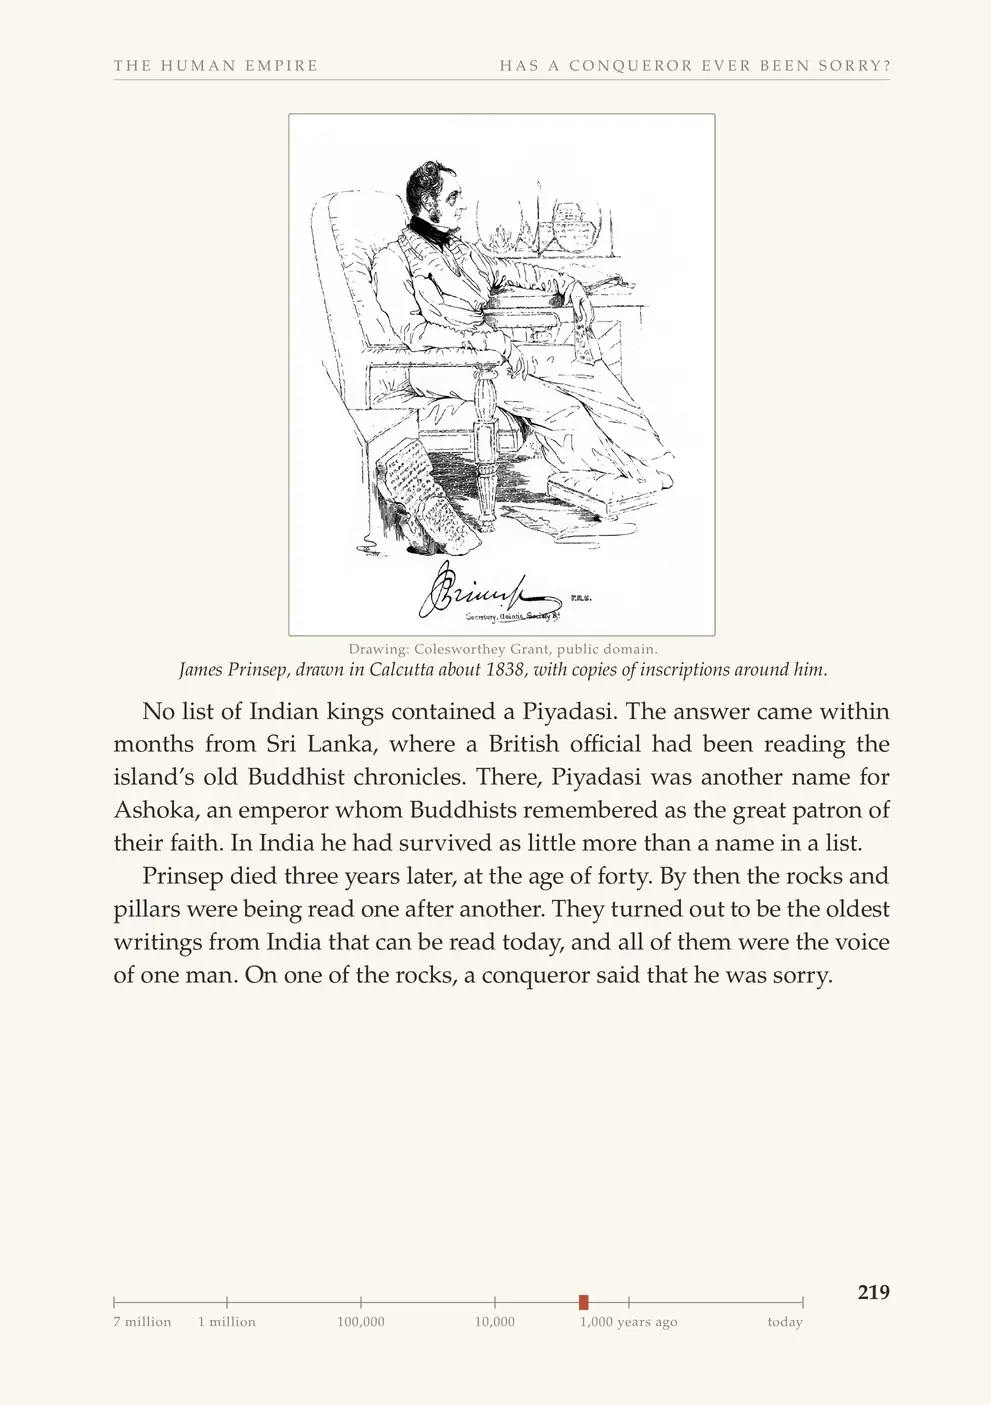 THE HUMAN EMPIRE
HAS A CONQUEROR EVER BEEN SORRY?
F.R.S.
Secretary, Asiatic Society &c
Drawing: Colesworthey Grant, public domain.
James Prinsep, drawn in Calcutta about 1838, with copies of inscriptions around him.
No list of Indian kings contained a Piyadasi. The answer came within
months from Sri Lanka, where a British official had been reading the
island’s old Buddhist chronicles. There, Piyadasi was another name for
Ashoka, an emperor whom Buddhists remembered as the great patron of
their faith. In India he had survived as little more than a name in a list.
Prinsep died three years later, at the age of forty. By then the rocks and
pillars were being read one after another. They turned out to be the oldest
writings from India that can be read today, and all of them were the voice
of one man. On one of the rocks, a conqueror said that he was sorry.
219
7 million 1 million 100,000 10,000 1,000 years ago today